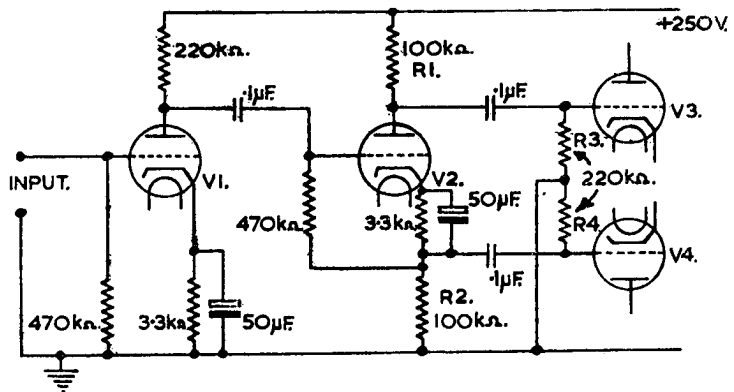 +250V.
220kΩ.
100kΩ.
R1.
.1µF.
.1µF.
V3.
R3.
INPUT.
V1.
V2.
220kΩ.
470kΩ.
3.3kΩ.
50µF.
R4.
V4.
.1µF.
470kΩ.
3.3kΩ.
50µF.
R2.
100kΩ.